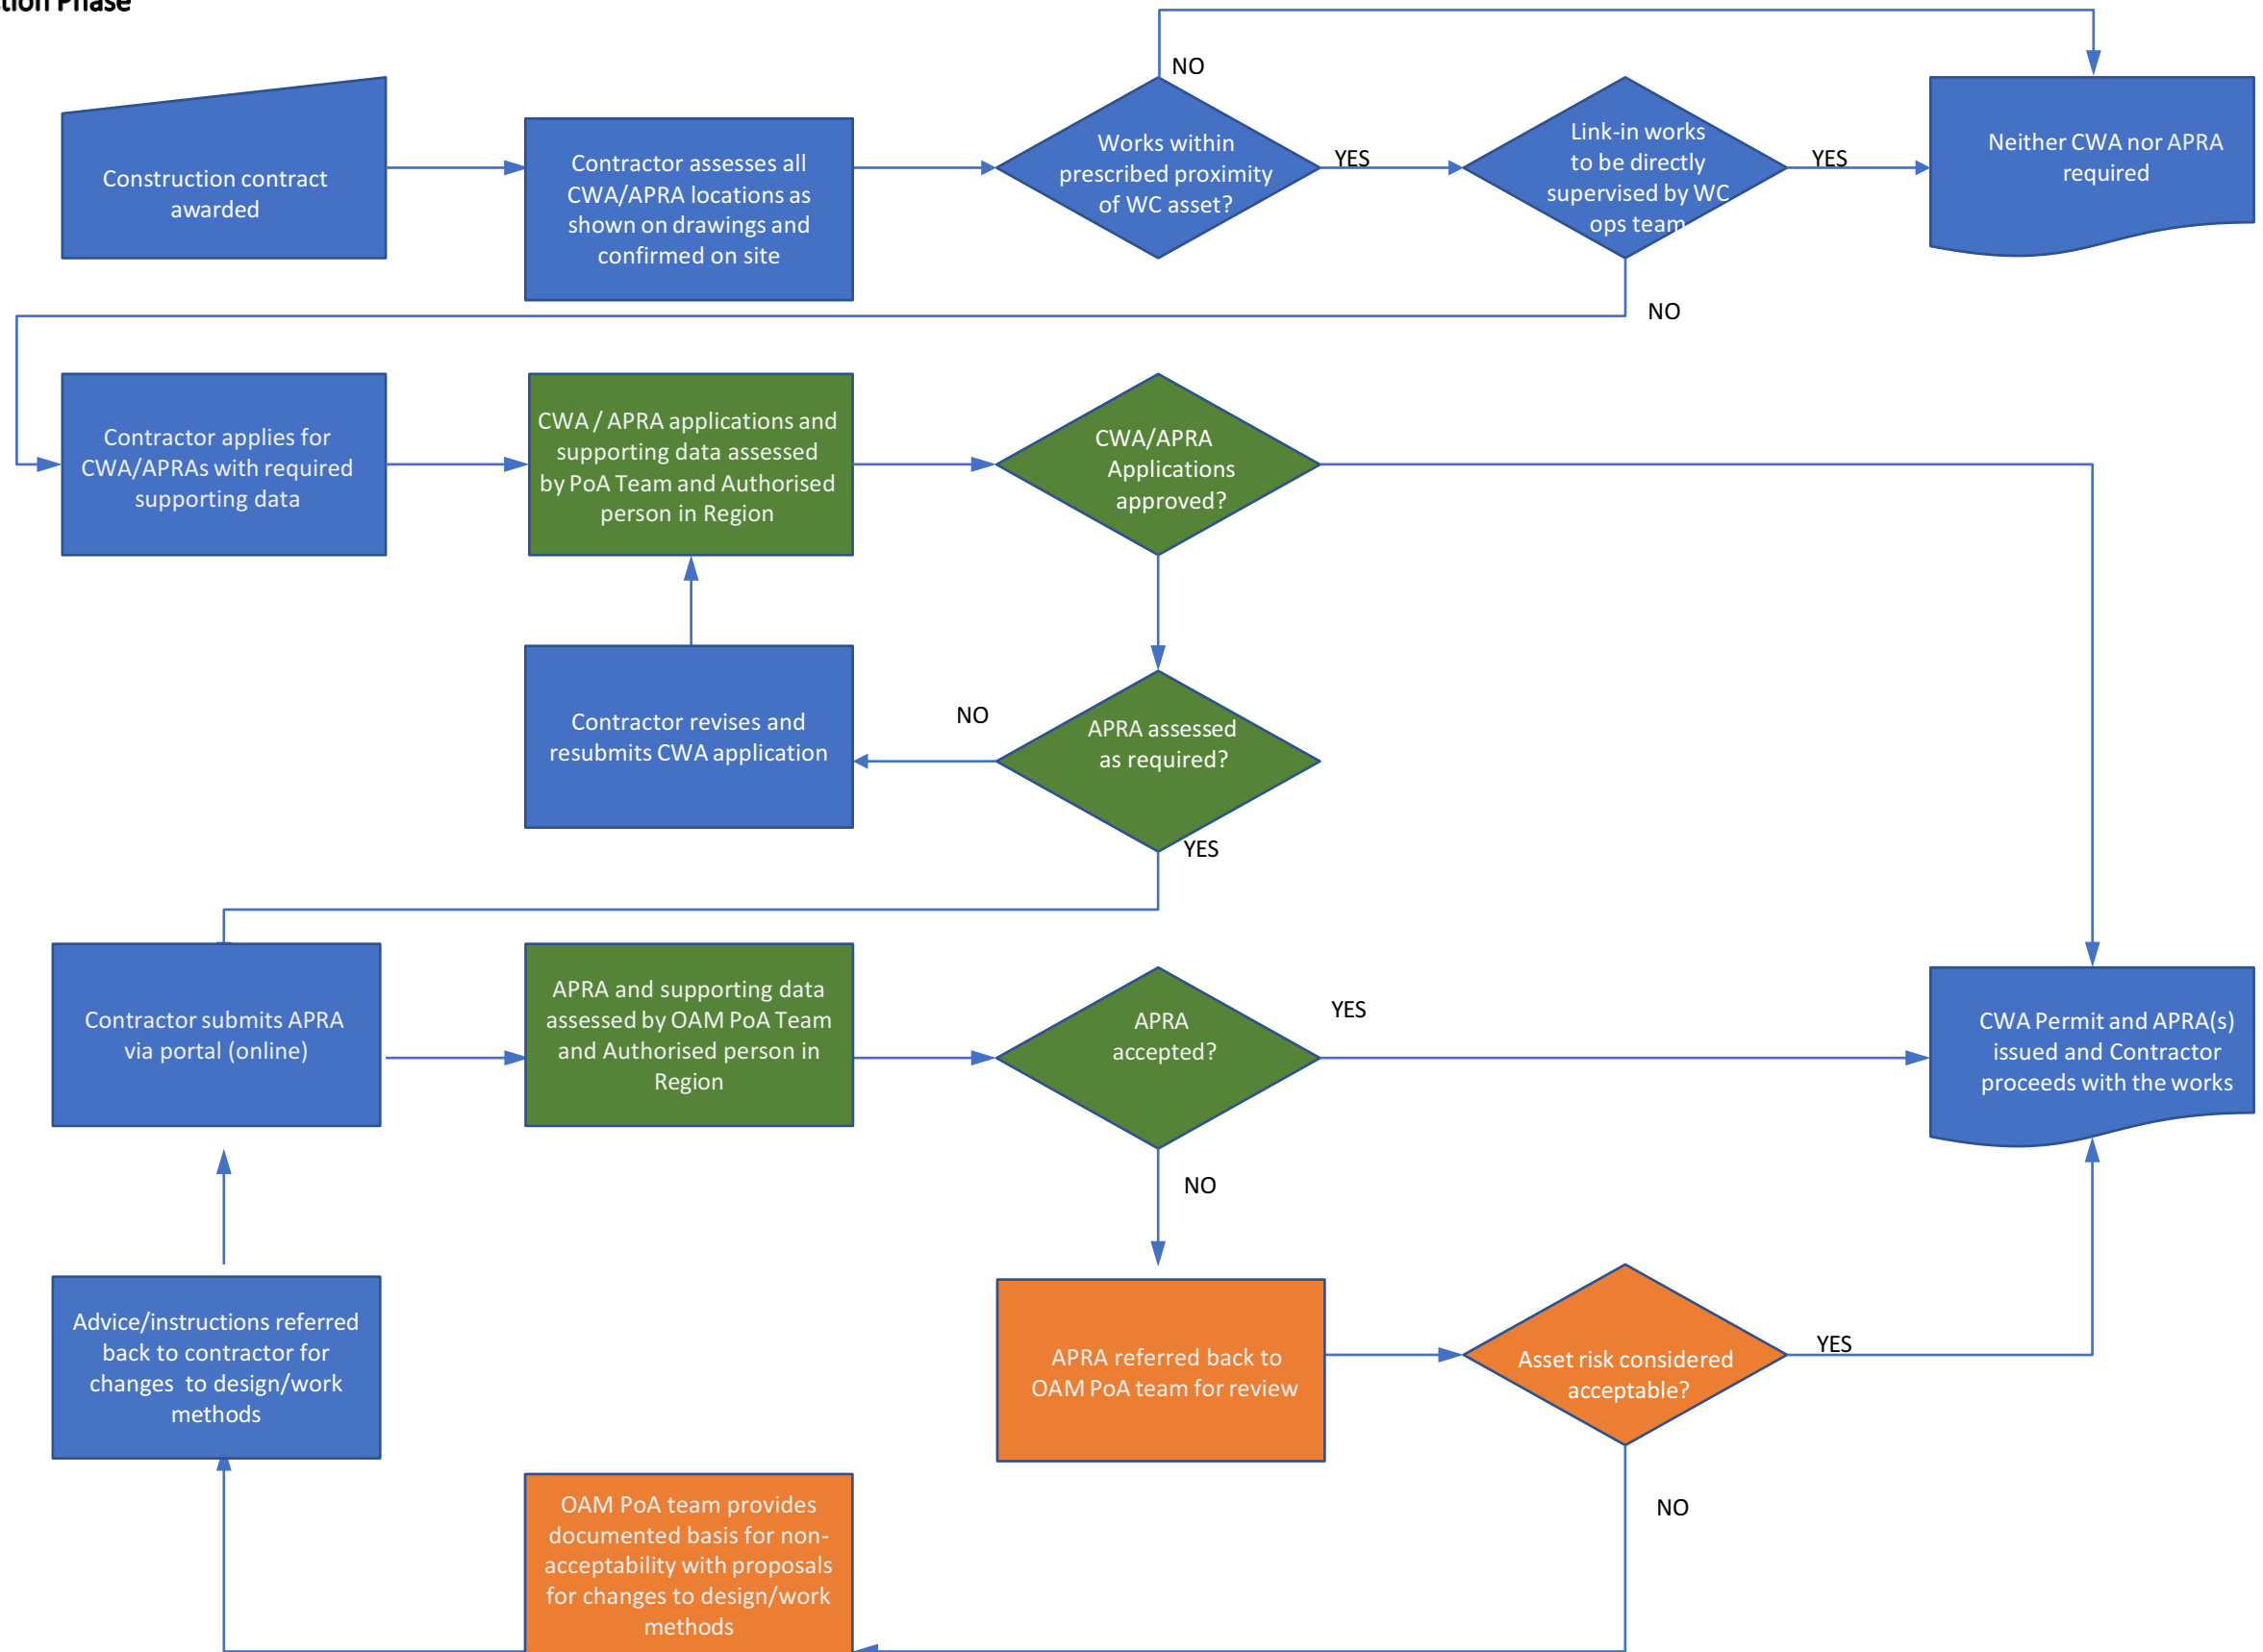 ction Phase
NO
Construction contract
awarded
Contractor assesses all
CWA/APRA locations as
shown on drawings and
confirmed on site
Works within
prescribed proximity
of WC asset?
YES
Link-in works
to be directly
supervised by WC
ops team
YES
Neither CWA nor APRA
required
NO
Contractor applies for
CWA/APRAs with required
supporting data
CWA / APRA applications and
supporting data assessed
by PoA Team and Authorised
person in Region
CWA/APRA
Applications
approved?
Contractor revises and
resubmits CWA application
NO
APRA assessed
as required?
YES
Contractor submits APRA
via portal (online)
APRA and supporting data
assessed by OAM PoA Team
and Authorised person in
Region
APRA
accepted?
YES
CWA Permit and APRA(s)
issued and Contractor
proceeds with the works
NO
Advice/instructions referred
back to contractor for
changes to design/work
methods
APRA referred back to
OAM PoA team for review
Asset risk considered
acceptable?
YES
NO
OAM PoA team provides
documented basis for non-
acceptability with proposals
for changes to design/work
methods